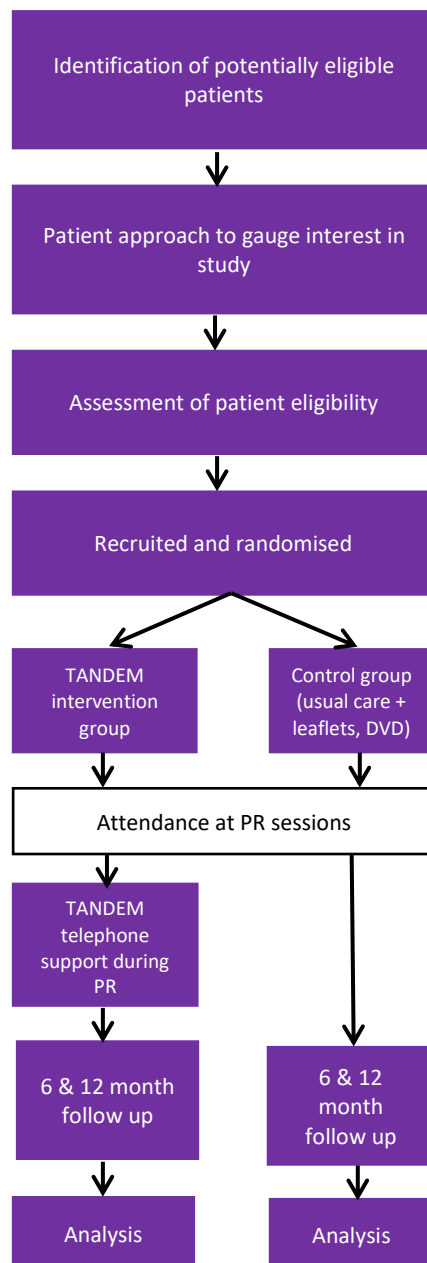 Identification of potentially eligible
patients
Patient approach to gauge interest in
study
Assessment of patient eligibility
Recruited and randomised
TANDEM
intervention
group
Control group
(usual care +
leaflets, DVD)
Attendance at PR sessions
TANDEM
telephone
support during
PR
6 & 12 month
follow up
6 & 12
month
follow up
Analysis
Analysis